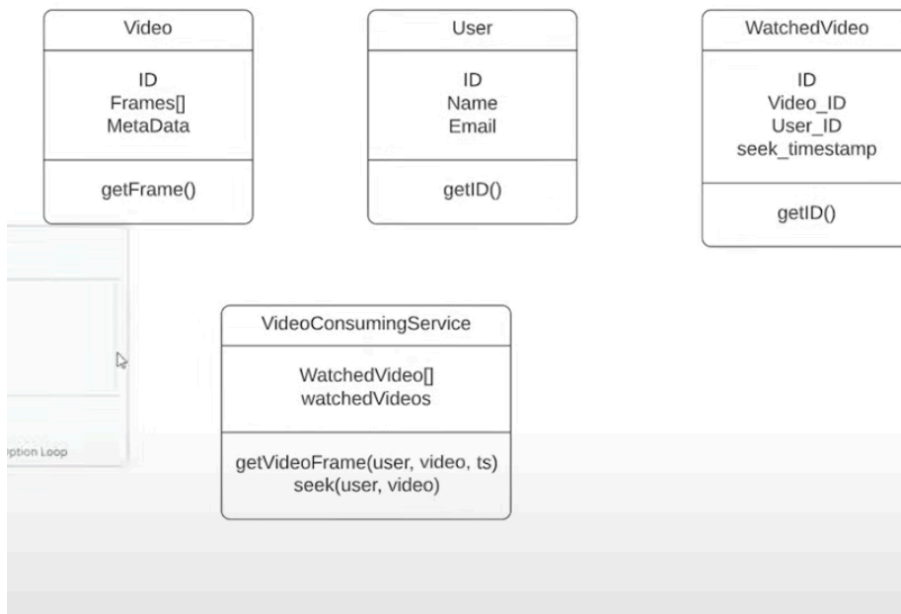 Video
ID
Frames[]
MetaData
getFrame()
User
ID
Name
Email
getID()
WatchedVideo
ID
Video_ID
User_ID
seek_timestamp
getID()
VideoConsumingService
WatchedVideo[]
watchedVideos
getVideoFrame(user, video, ts)
seek(user, video)
Loop